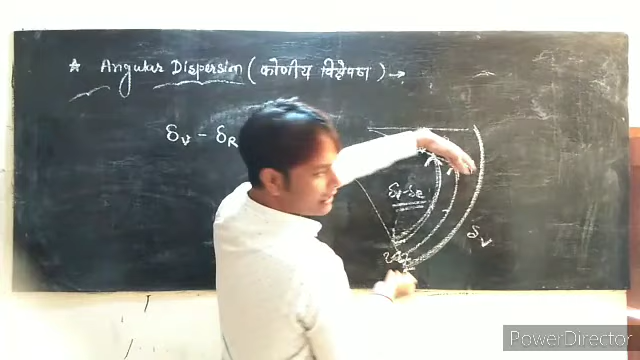 * Angular Dispersion (कोणीय विक्षेपण) →
δᵥ - δ_R
δᵥ-δ_R
δᵥ
PowerDirector